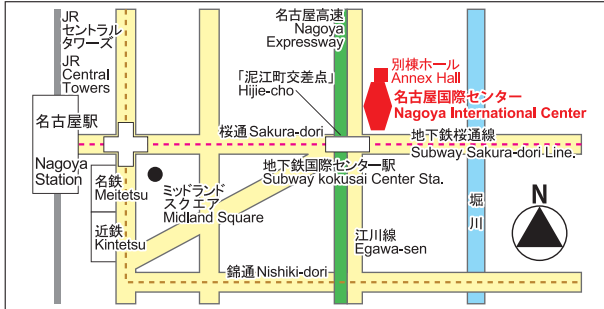 JR
セントラル
タワーズ
JR
Central
Towers
名古屋駅
Nagoya
Station
名鉄
Meitetsu
近鉄
Kintetsu
ミッドランド
スクエア
Midland Square
桜通 Sakura-dori
名古屋高速
Nagoya
Expressway
「泥江町交差点」
Hijie-cho
別棟ホール
Annex Hall
名古屋国際センター
Nagoya International Center
地下鉄桜通線
Subway Sakura-dori Line.
地下鉄国際センター駅
Subway kokusai Center Sta.
江川線
Egawa-sen
堀川
錦通 Nishiki-dori
N